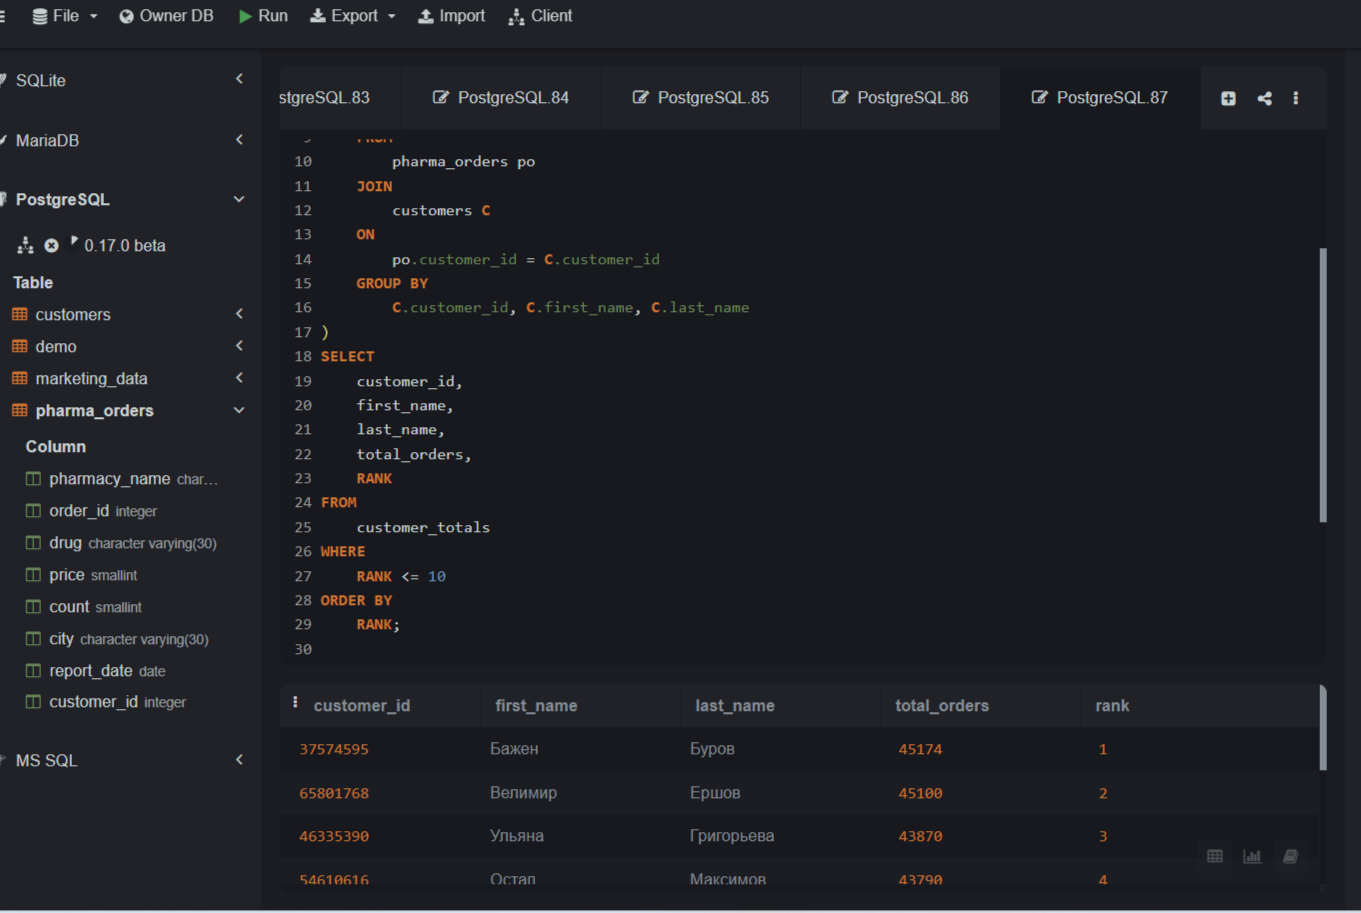 File Owner DB Run Export Import Client
SQLite
MariaDB
PostgreSQL
0.17.0 beta
Table
customers
demo
marketing_data
pharma_orders
Column
pharmacy_name char...
order_id integer
drug character varying(30)
price smallint
count smallint
city character varying(30)
report_date date
customer_id integer
MS SQL
stgreSQL.83 PostgreSQL.84 PostgreSQL.85 PostgreSQL.86 PostgreSQL.87
9 FROM
10 pharma_orders po
11 JOIN
12 customers C
13 ON
14 po.customer_id = C.customer_id
15 GROUP BY
16 C.customer_id, C.first_name, C.last_name
17 )
18 SELECT
19 customer_id,
20 first_name,
21 last_name,
22 total_orders,
23 RANK
24 FROM
25 customer_totals
26 WHERE
27 RANK <= 10
28 ORDER BY
29 RANK;
30
customer_id first_name last_name total_orders rank
37574595 Бажен Буров 45174 1
65801768 Велимир Ершов 45100 2
46335390 Ульяна Григорьева 43870 3
54610616 Остап Максимов 43790 4